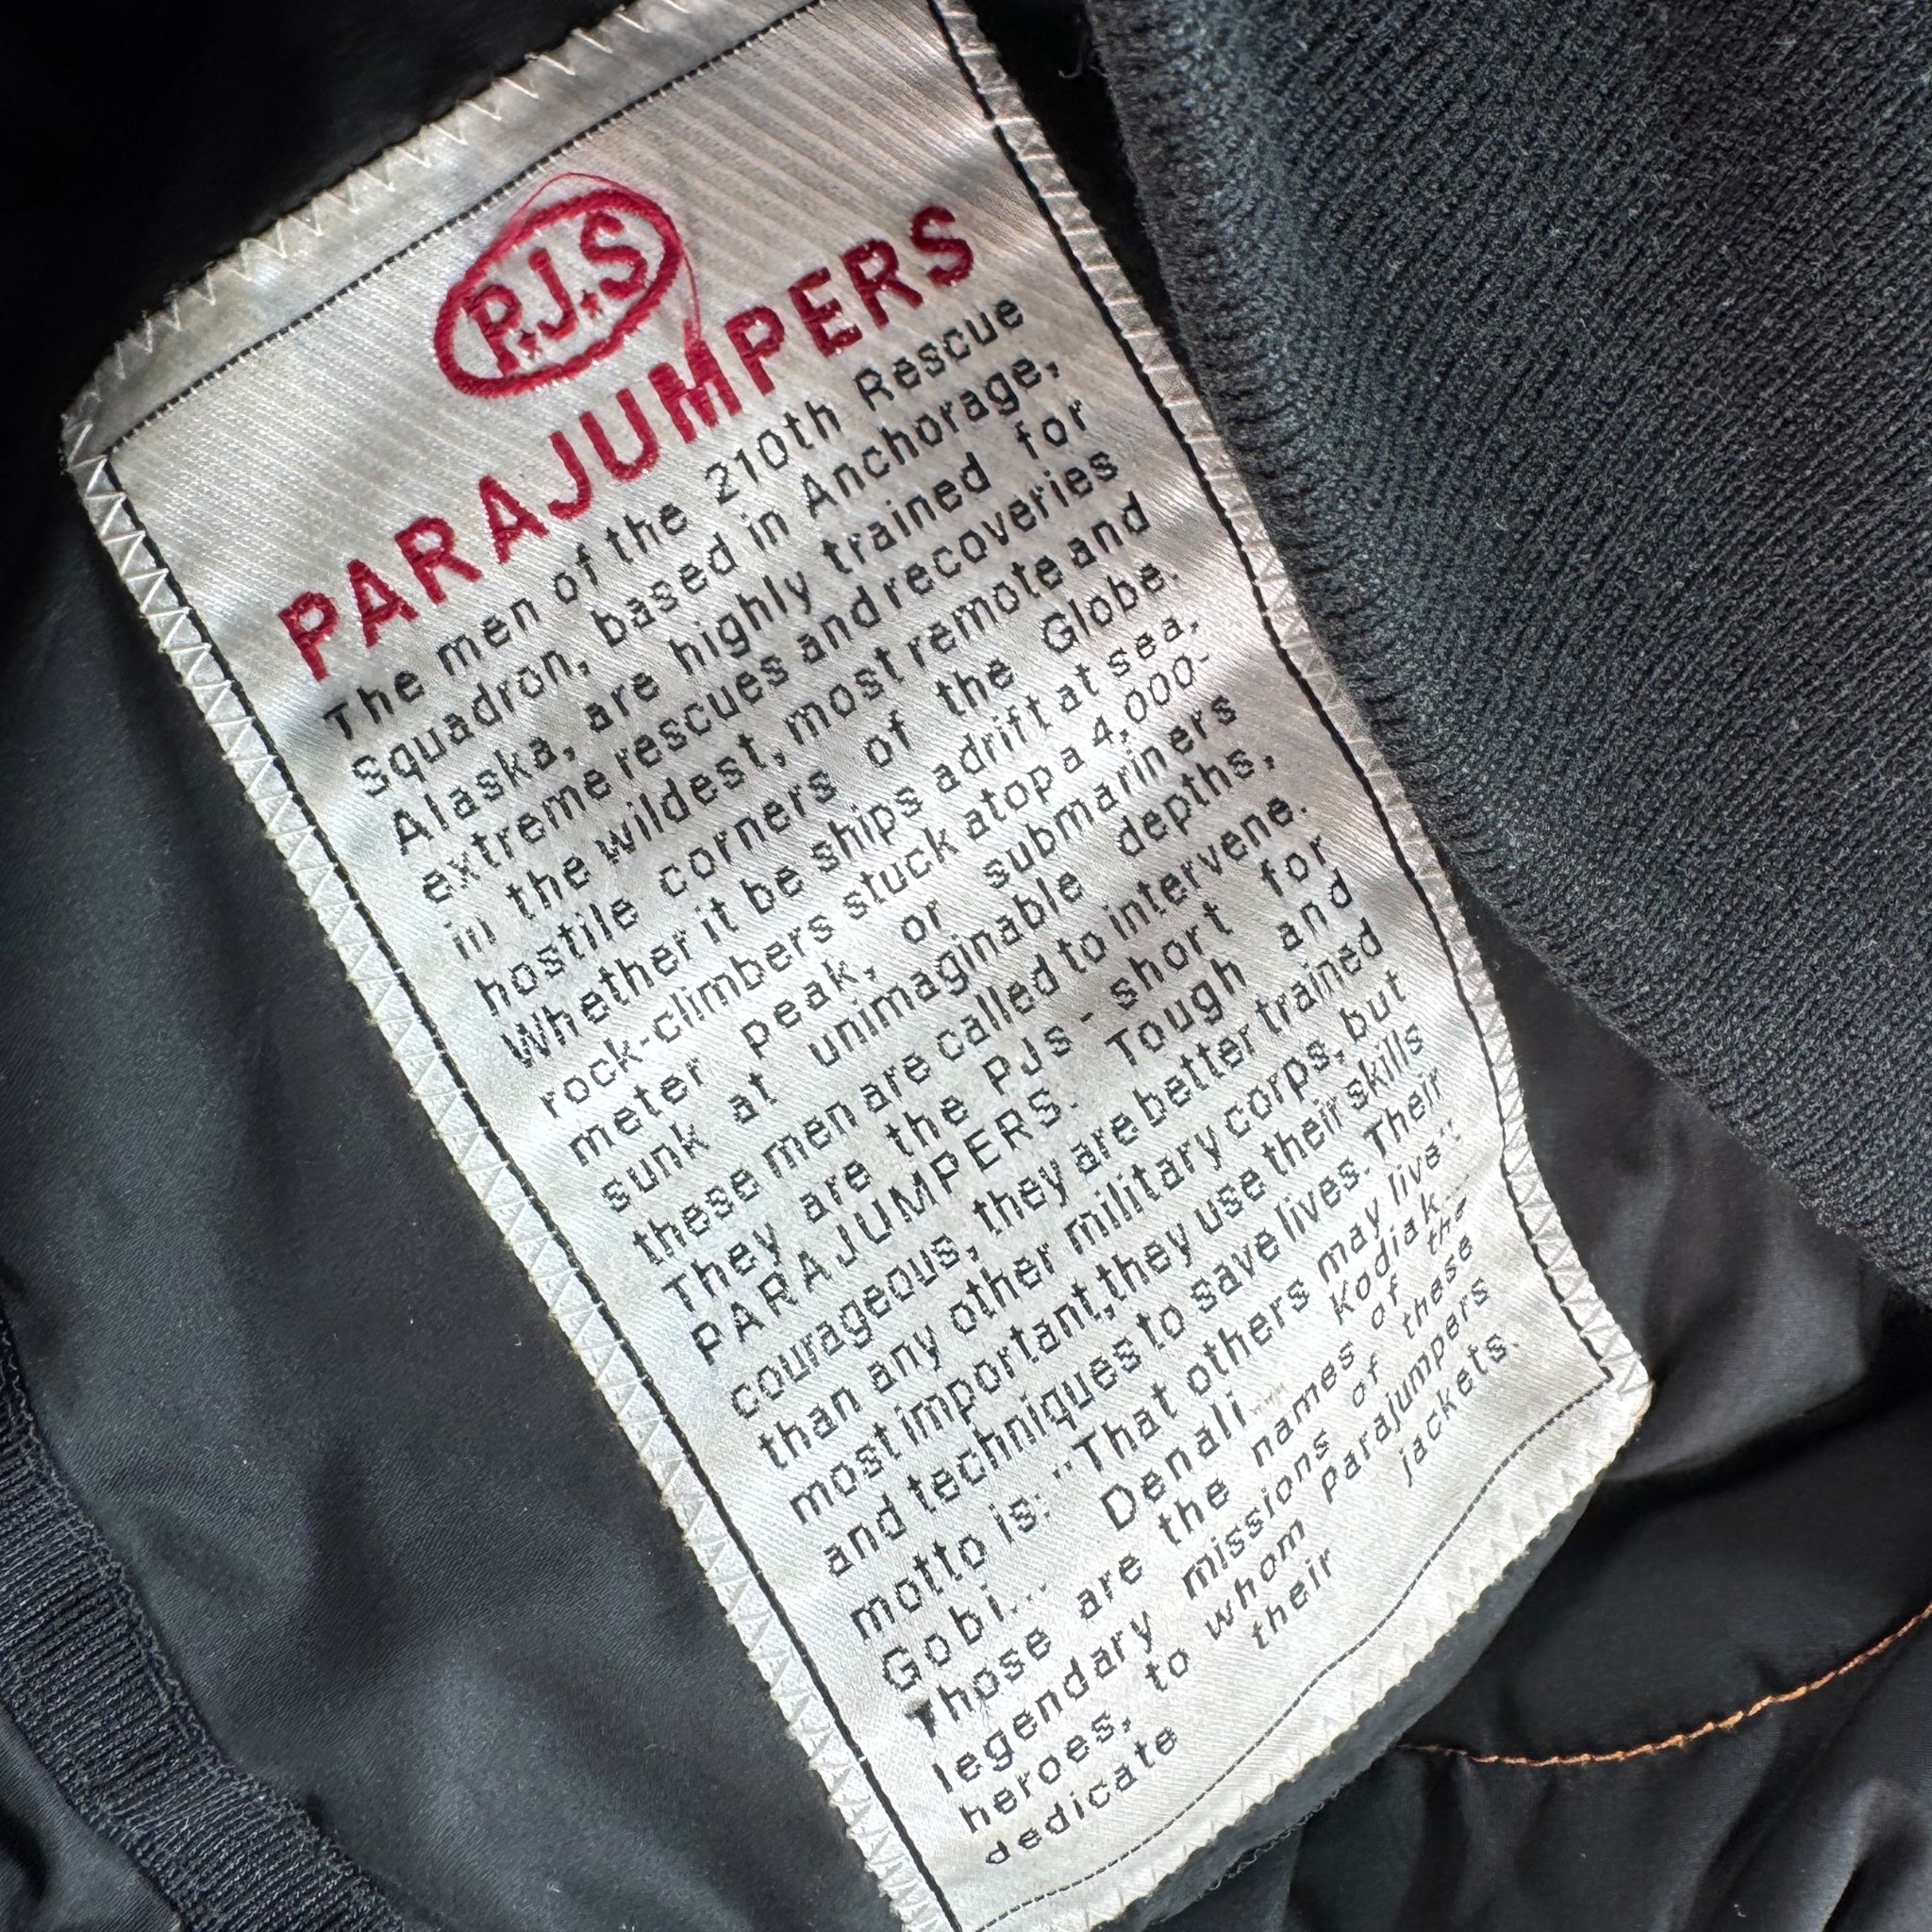 P.J.S
PARAJUMPERS
The men of the 210th Rescue
Squadron, based in Anchorage,
Alaska, are highly trained for
extreme rescues and recoveries
in the wildest, most remote and
hostile corners of the Globe.
Whether it be ships adrift at sea,
rock-climbers stuck atop a 4,000-
meter peak, or submariners
sunk at unimaginable depths,
these men are called to intervene.
They are the PJs - short for
PARAJUMPERS. Tough and
courageous, they are better trained
than any other military corps, but
most important, they use their skills
and techniques to save lives. Their
motto is: "That others may live".
Gobi... Denali... Kodiak...
Those are the names of the
legendary missions of these
heroes, to whom parajumpers
dedicate their jackets.